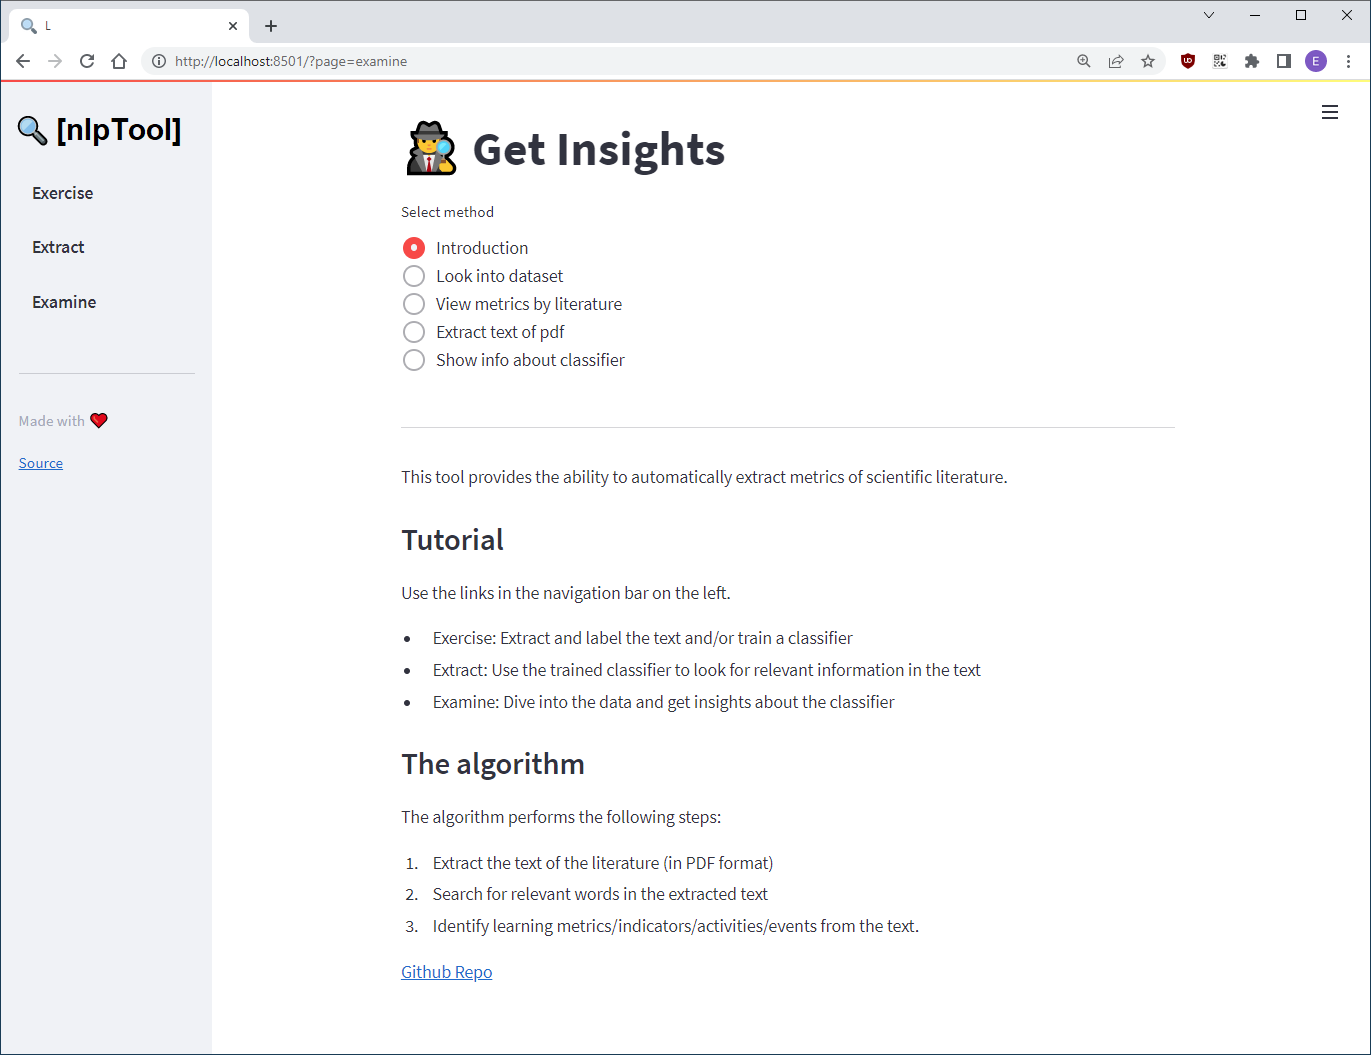 L
http://localhost:8501/?page=examine
E
[nlpTool]
Exercise
Extract
Examine
Made with
Source
Get Insights
Select method
Introduction
Look into dataset
View metrics by literature
Extract text of pdf
Show info about classifier
This tool provides the ability to automatically extract metrics of scientific literature.
Tutorial
Use the links in the navigation bar on the left.
• Exercise: Extract and label the text and/or train a classifier
• Extract: Use the trained classifier to look for relevant information in the text
• Examine: Dive into the data and get insights about the classifier
The algorithm
The algorithm performs the following steps:
1. Extract the text of the literature (in PDF format)
2. Search for relevant words in the extracted text
3. Identify learning metrics/indicators/activities/events from the text.
Github Repo